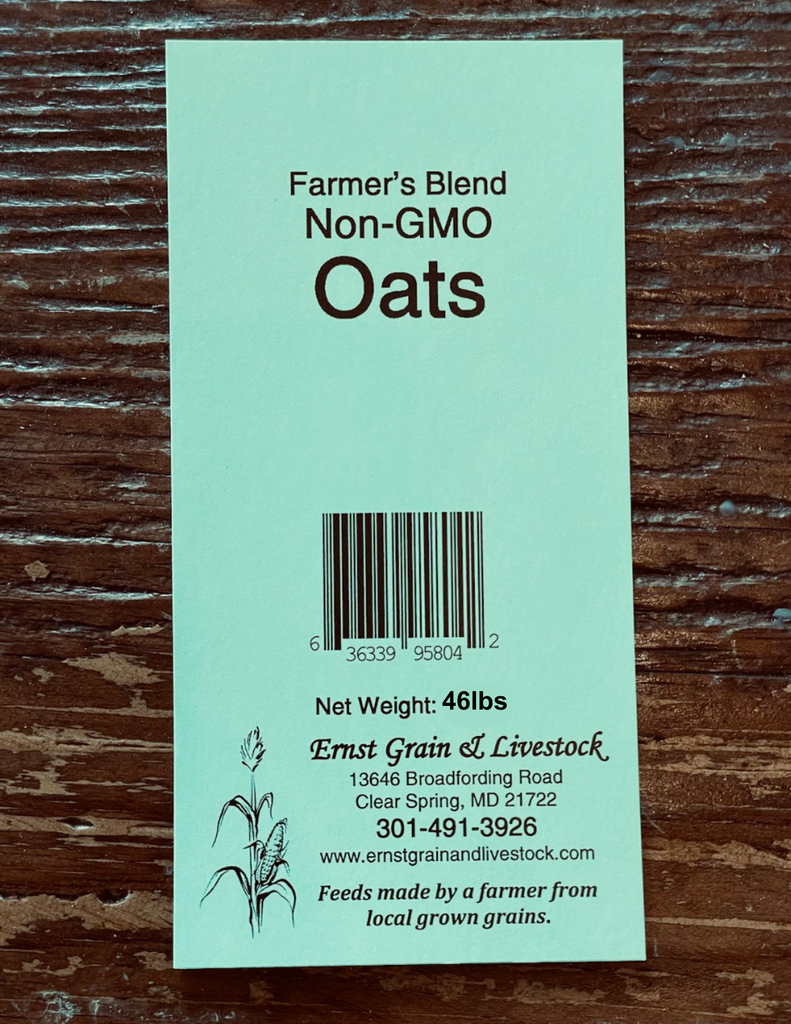 Farmer's Blend
Non-GMO
Oats
6 36339 95804 2
Net Weight: 46lbs
Ernst Grain & Livestock
13646 Broadfording Road
Clear Spring, MD 21722
301-491-3926
www.ernstgrainandlivestock.com
Feeds made by a farmer from
local grown grains.